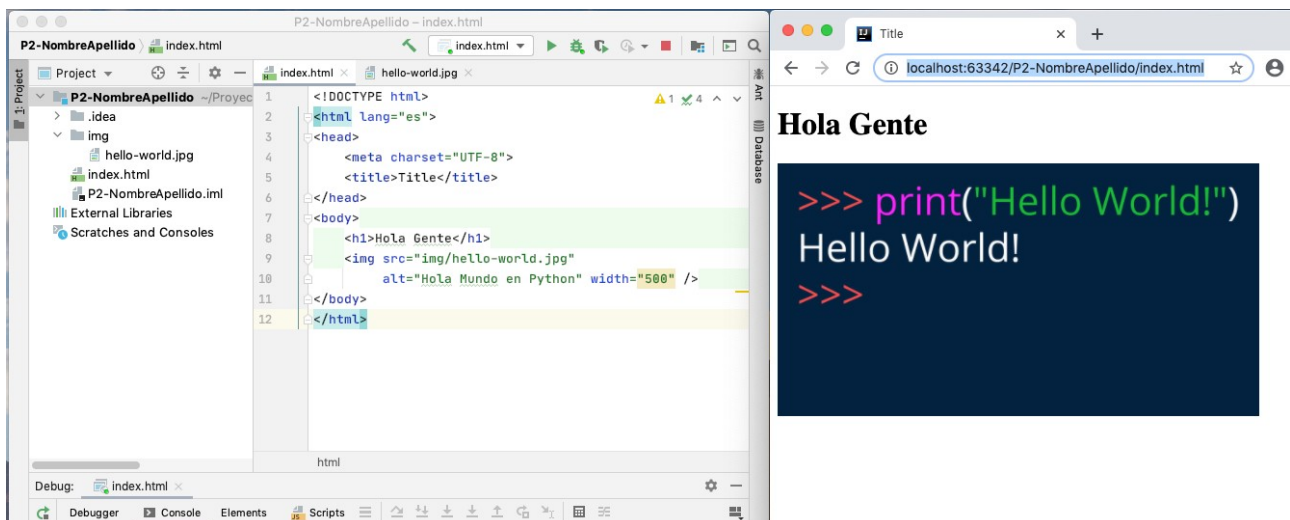 P2-NombreApellido – index.html
P2-NombreApellido index.html
index.html
Project
index.html
hello-world.jpg
1: Project
P2-NombreApellido ~/Proyec
.idea
img
hello-world.jpg
index.html
P2-NombreApellido.iml
External Libraries
Scratches and Consoles
1 <!DOCTYPE html>
2 <html lang="es">
3 <head>
4 <meta charset="UTF-8">
5 <title>Title</title>
6 </head>
7 <body>
8 <h1>Hola Gente</h1>
9 <img src="img/hello-world.jpg"
10 alt="Hola Mundo en Python" width="500" />
11 </body>
12 </html>
1 4
Ant
Database
html
Debug: index.html
Debugger Console Elements Scripts
Title
localhost:63342/P2-NombreApellido/index.html
Hola Gente
>>> print("Hello World!")
Hello World!
>>>